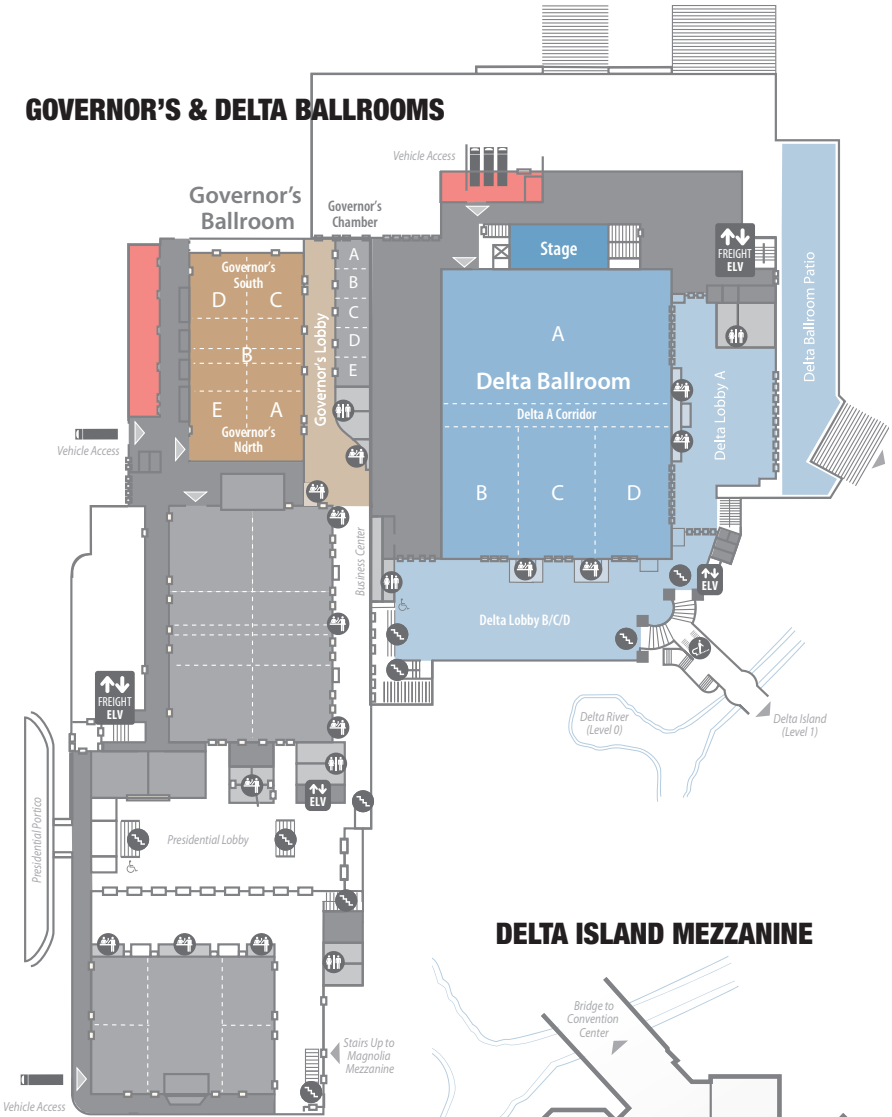 GOVERNOR'S & DELTA BALLROOMS
Vehicle Access
Governor's
Ballroom
Governor's
Chamber
Governor's
South
D
C
B
E
A
Governor's
North
Governor's Lobby
A
B
C
D
E
Vehicle Access
Stage
A
Delta Ballroom
Delta A Corridor
B
C
D
FREIGHT
ELV
Delta Lobby A
Delta Ballroom Patio
Business Center
Delta Lobby B/C/D
ELV
Delta River
(Level 0)
Delta Island
(Level 1)
FREIGHT
ELV
ELV
Presidential Portico
Presidential Lobby
Stairs Up to
Magnolia
Mezzanine
Vehicle Access
DELTA ISLAND MEZZANINE
Bridge to
Convention
Center